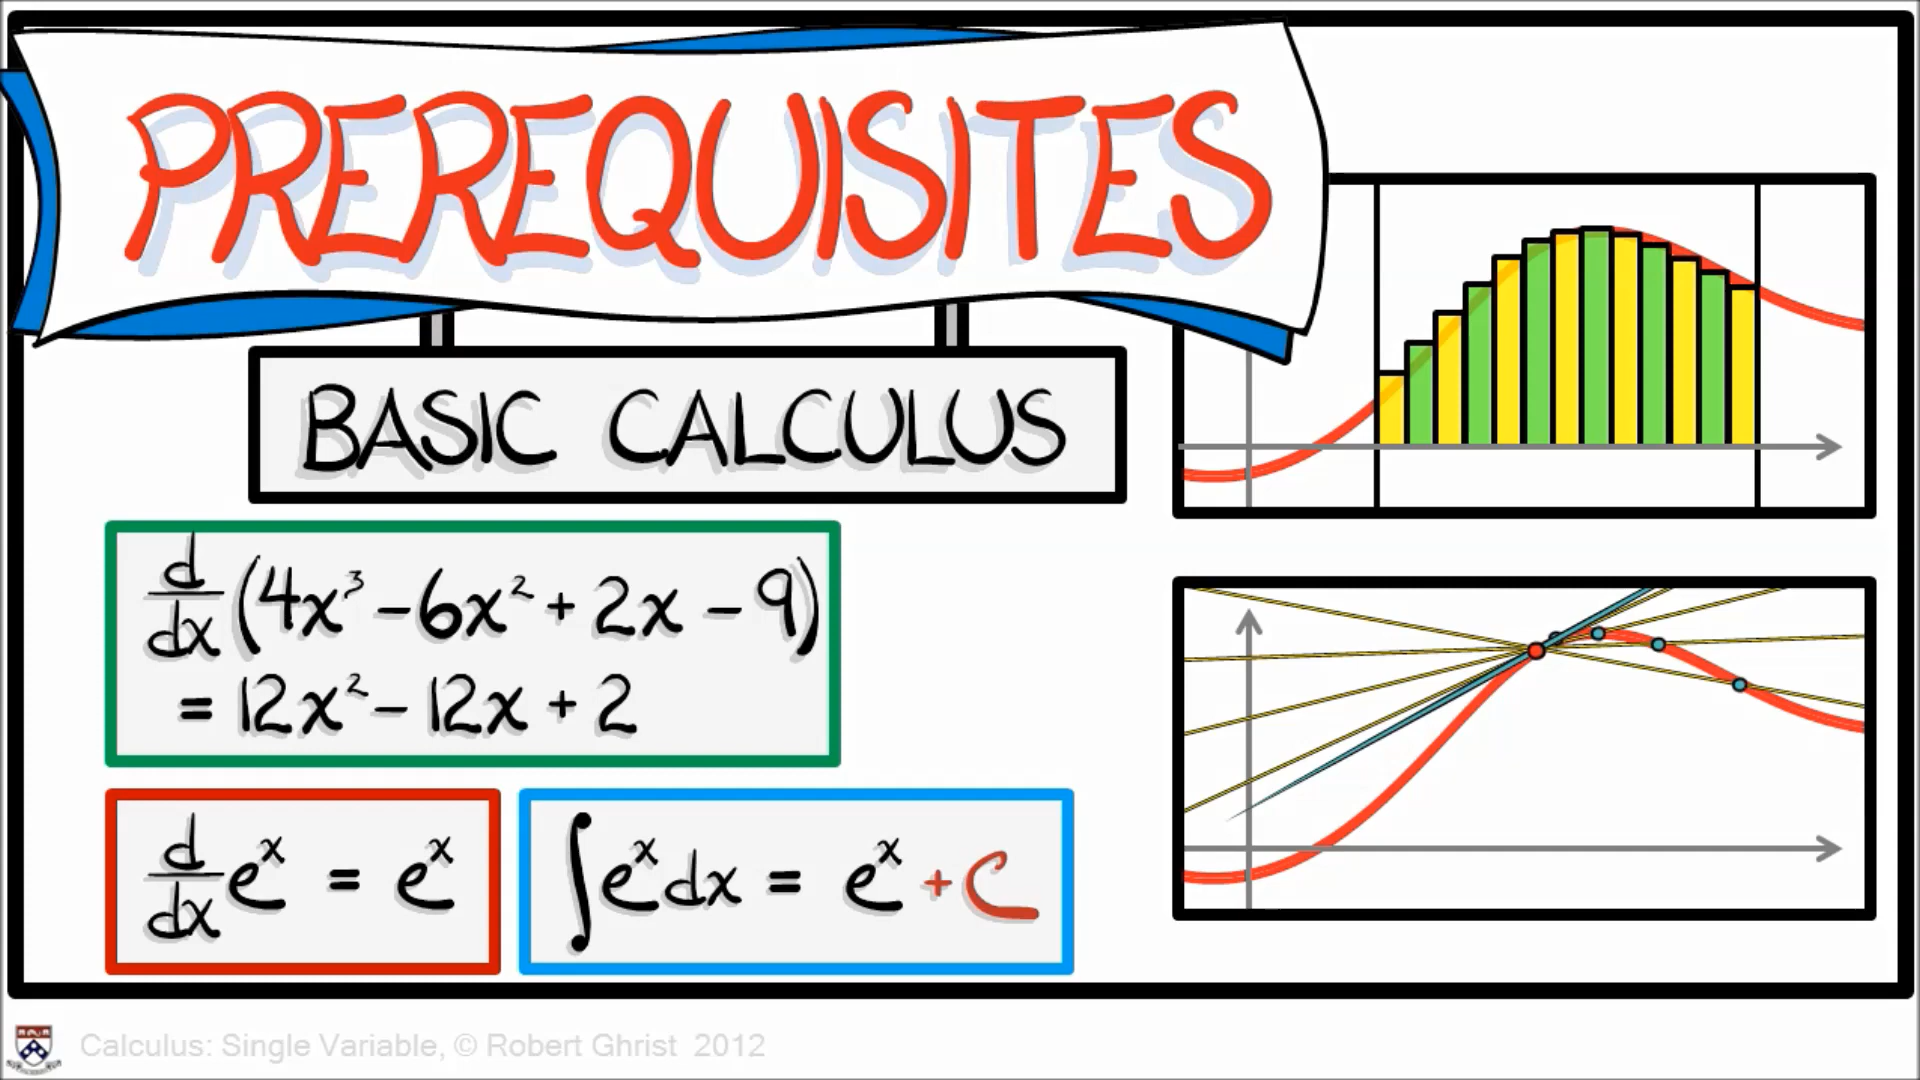 PREREQUISITES
BASIC CALCULUS
d/dx (4x³ - 6x² + 2x - 9)
= 12x² - 12x + 2
d/dx eˣ = eˣ
∫eˣdx = eˣ + C
Calculus: Single Variable, © Robert Ghrist 2012